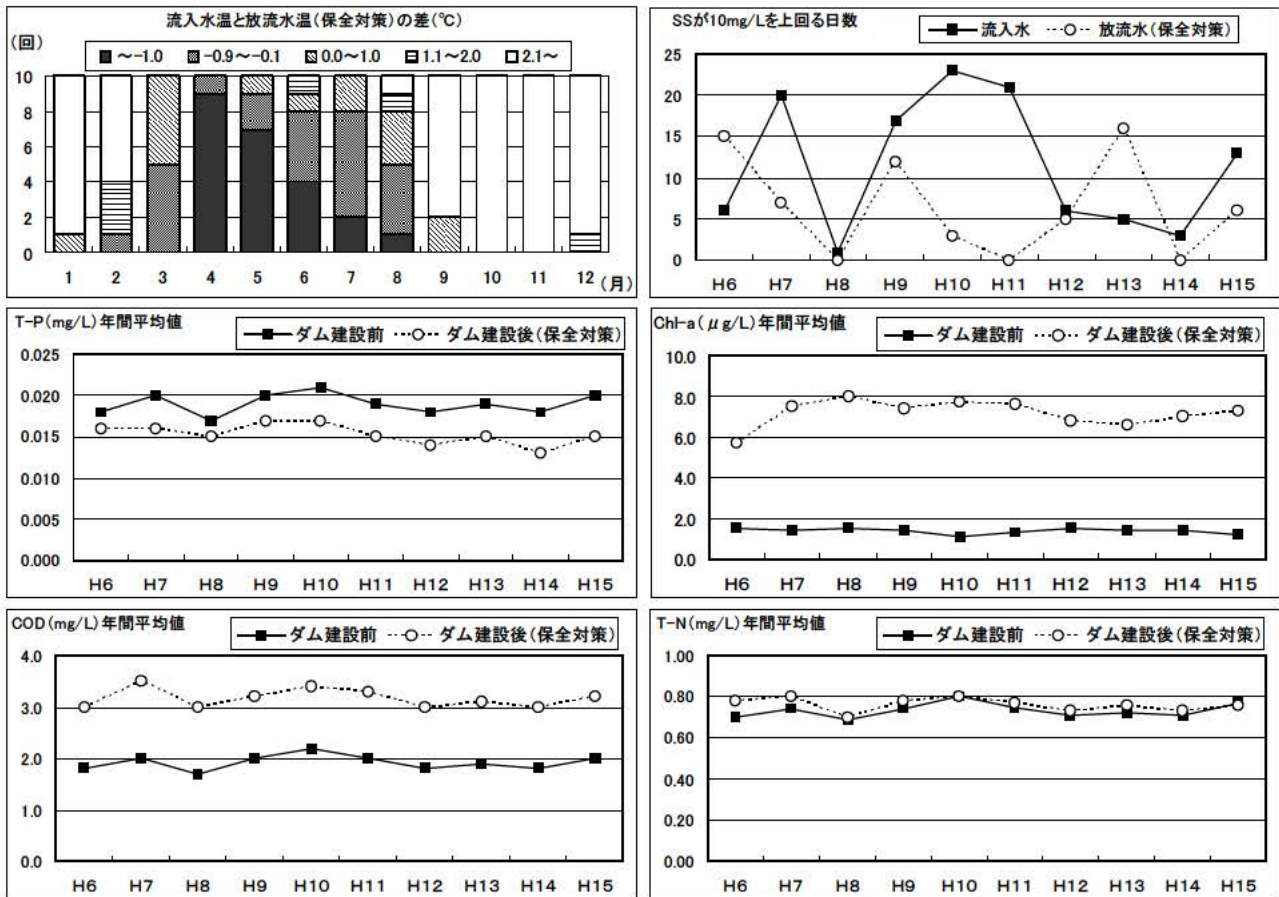 流入水温と放流水温(保全対策)の差(℃)
(回)
～-1.0 -0.9～-0.1 0.0～1.0 1.1～2.0 2.1～
10
8
6
4
2
0
1 2 3 4 5 6 7 8 9 10 11 12 (月)
SSが10mg/Lを上回る日数
流入水 放流水(保全対策)
25
20
15
10
5
0
H6 H7 H8 H9 H10 H11 H12 H13 H14 H15
T-P(mg/L)年間平均値
ダム建設前 ダム建設後(保全対策)
0.025
0.020
0.015
0.010
0.005
0.000
H6 H7 H8 H9 H10 H11 H12 H13 H14 H15
Chl-a(μg/L)年間平均値
ダム建設前 ダム建設後(保全対策)
10.0
8.0
6.0
4.0
2.0
0.0
H6 H7 H8 H9 H10 H11 H12 H13 H14 H15
COD(mg/L)年間平均値
ダム建設前 ダム建設後(保全対策)
4.0
3.0
2.0
1.0
0.0
H6 H7 H8 H9 H10 H11 H12 H13 H14 H15
T-N(mg/L)年間平均値
ダム建設前 ダム建設後(保全対策)
1.00
0.80
0.60
0.40
0.20
0.00
H6 H7 H8 H9 H10 H11 H12 H13 H14 H15